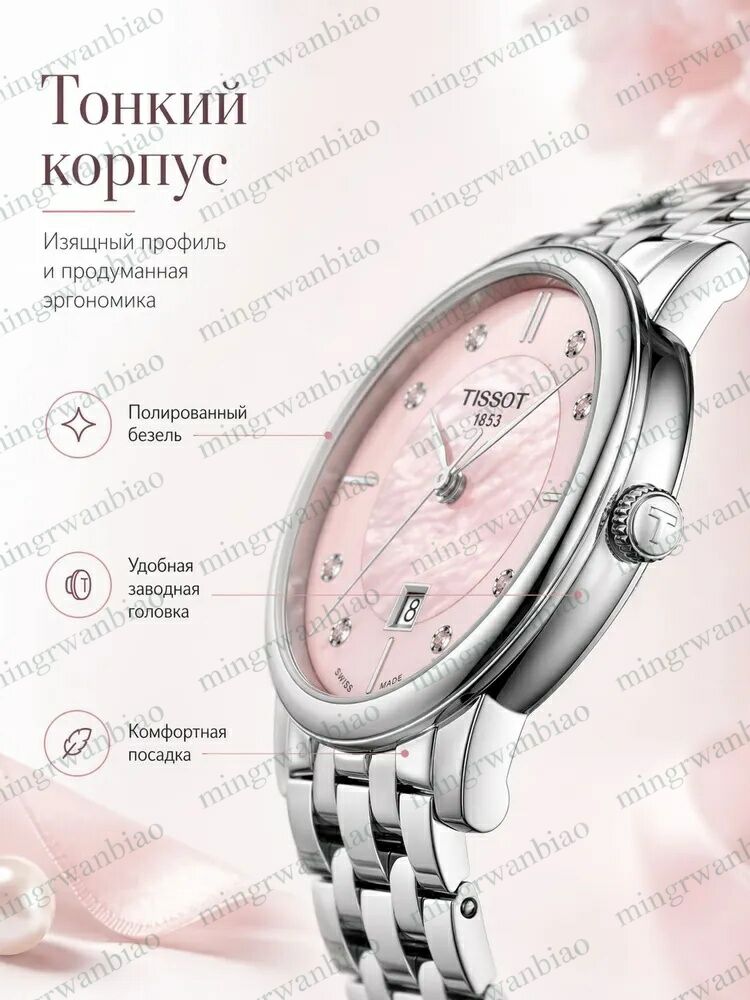 Тонкий
корпус
Изящный профиль
и продуманная
эргономика
Полированный
безель
TISSOT
1853
T
Удобная
заводная
головка
T
8
SWISS MADE
Комфортная
посадка
mingrwanbiao